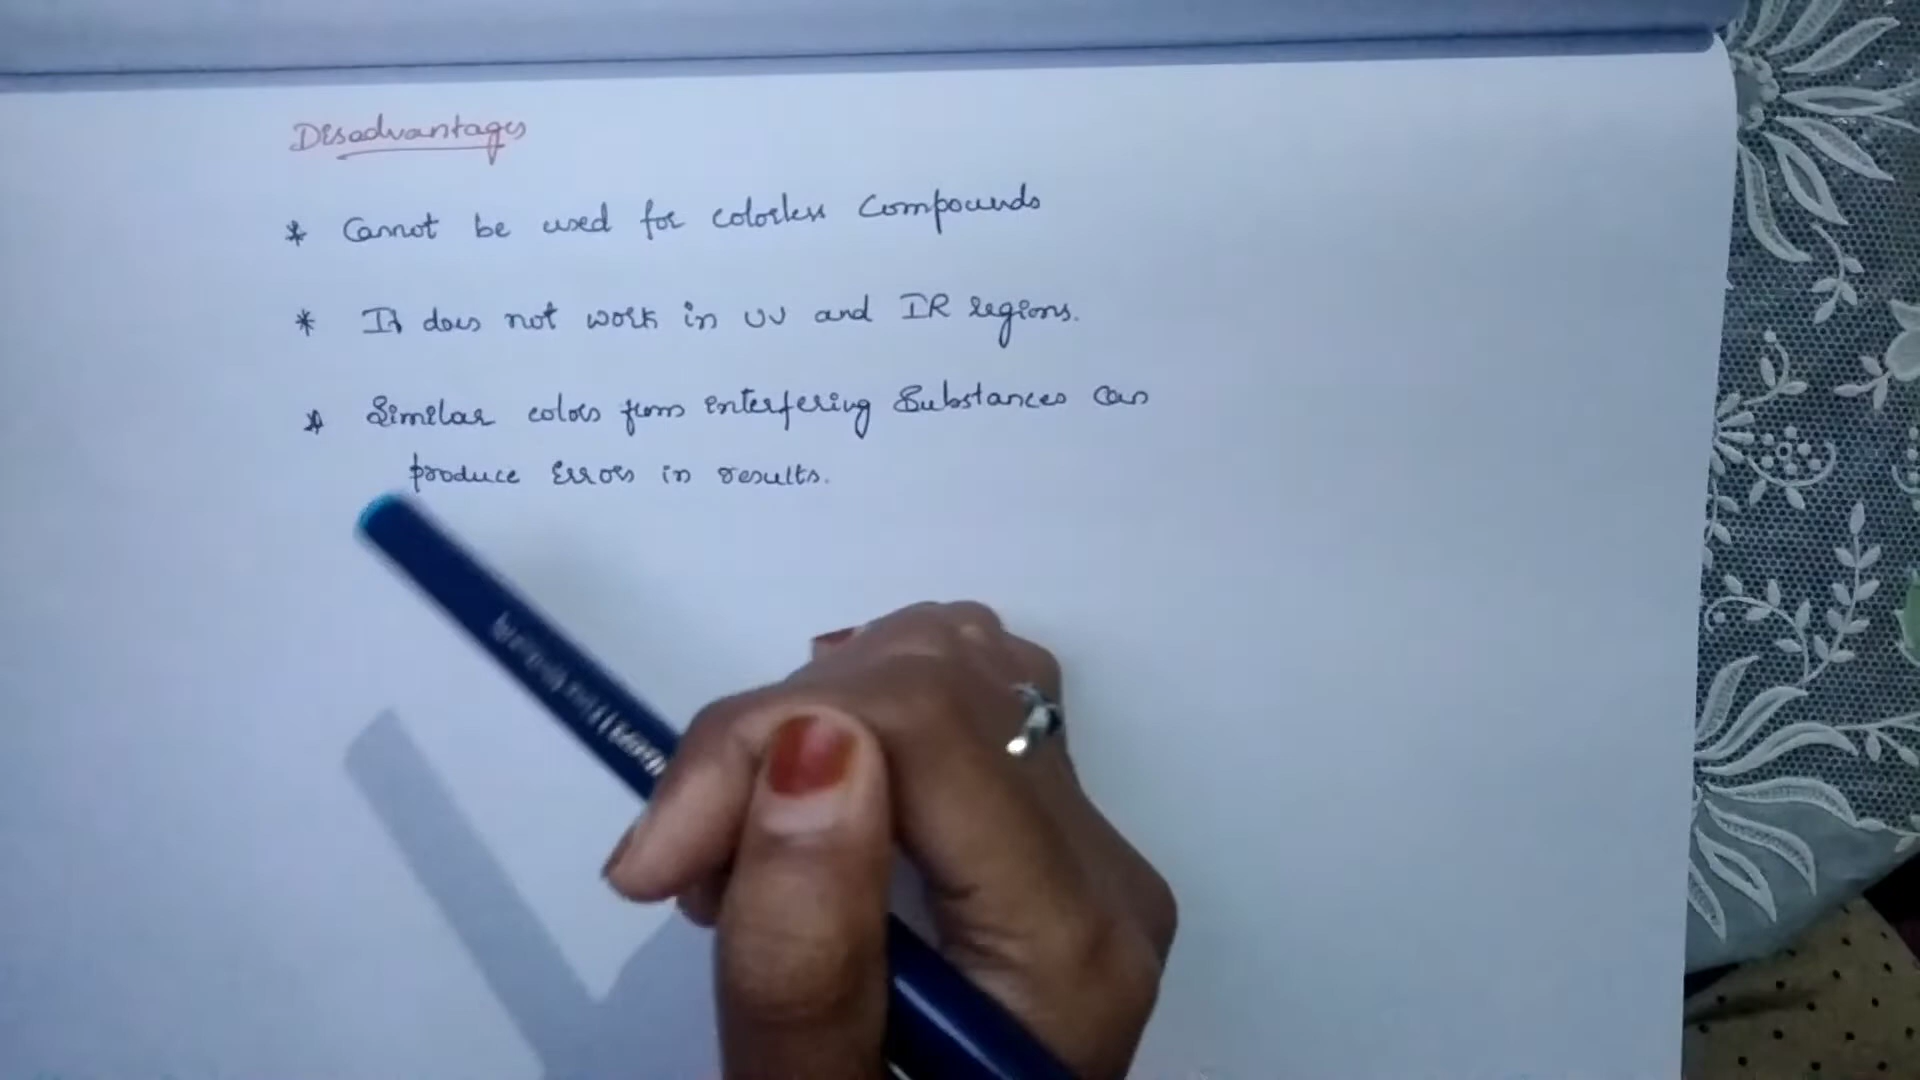 Disadvantages
* Cannot be used for colorless Compounds
* It does not work in UV and IR regions.
* Similar colors from interfering Substances can
produce Errors in results.